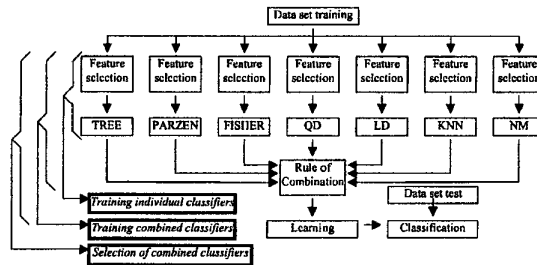 Data set training
Feature Feature Feature Feature Feature Feature Feature
selection selection selection selection selection selection selection
TREE PARZEN FISHER QD LD KNN NM
Rule of
Combination
Data set test
Training individual classifiers
Training combined classifiers
Learning Classification
Selection of combined classifiers